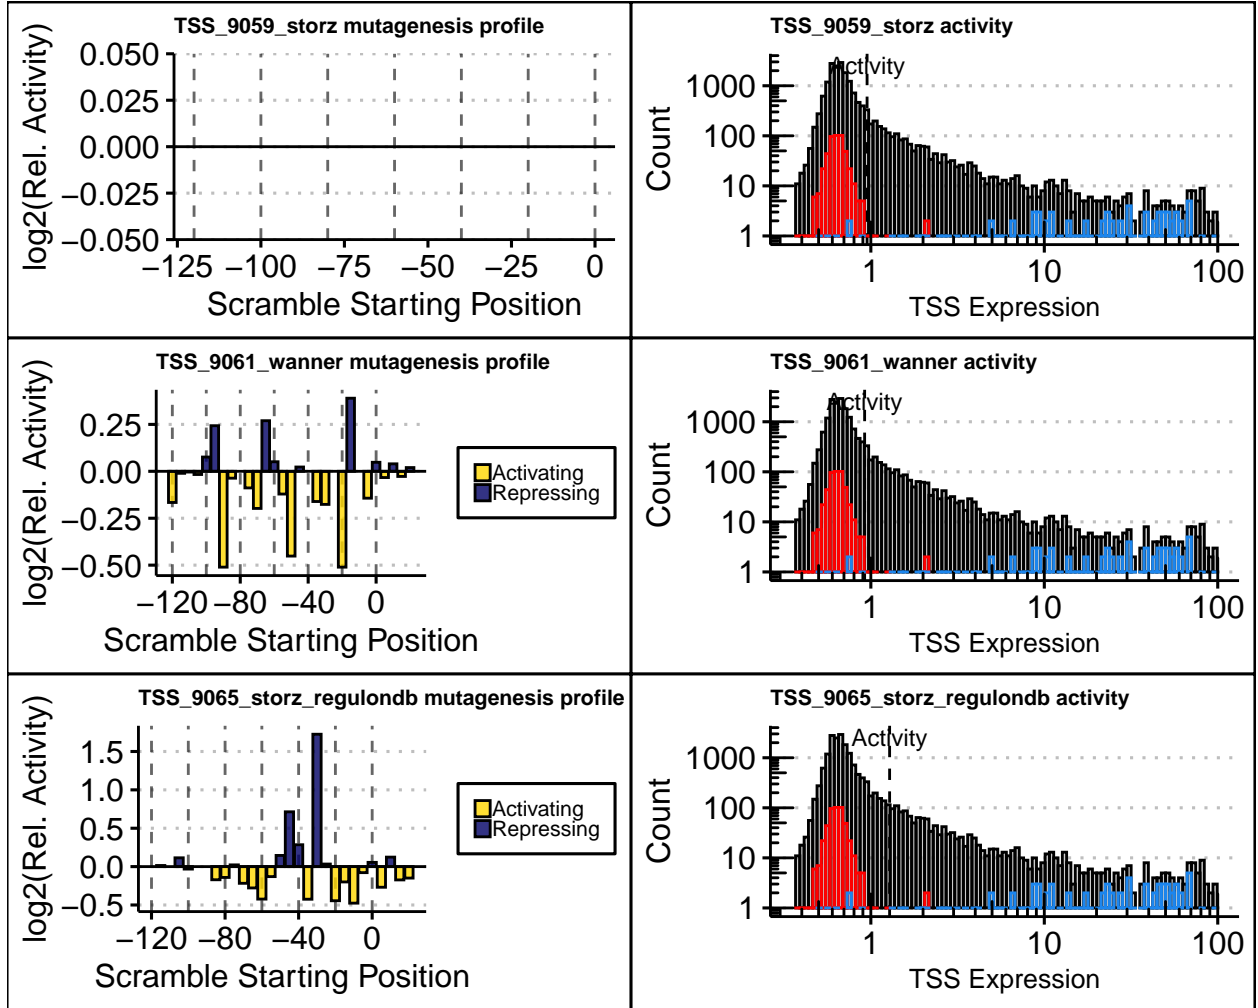 TSS_9059_storz mutagenesis profile
log2(Rel. Activity)
0.050
0.025
0.000
−0.025
−0.050
−125 −100 −75 −50 −25 0
Scramble Starting Position
TSS_9059_storz activity
Activity
Count
1000
100
10
1
1 10 100
TSS Expression
TSS_9061_wanner mutagenesis profile
log2(Rel. Activity)
0.25
0.00
−0.25
−0.50
−120 −80 −40 0
Scramble Starting Position
Activating
Repressing
TSS_9061_wanner activity
Activity
Count
1000
100
10
1
1 10 100
TSS Expression
TSS_9065_storz_regulondb mutagenesis profile
log2(Rel. Activity)
1.5
1.0
0.5
0.0
−0.5
−120 −80 −40 0
Scramble Starting Position
Activating
Repressing
TSS_9065_storz_regulondb activity
Activity
Count
1000
100
10
1
1 10 100
TSS Expression